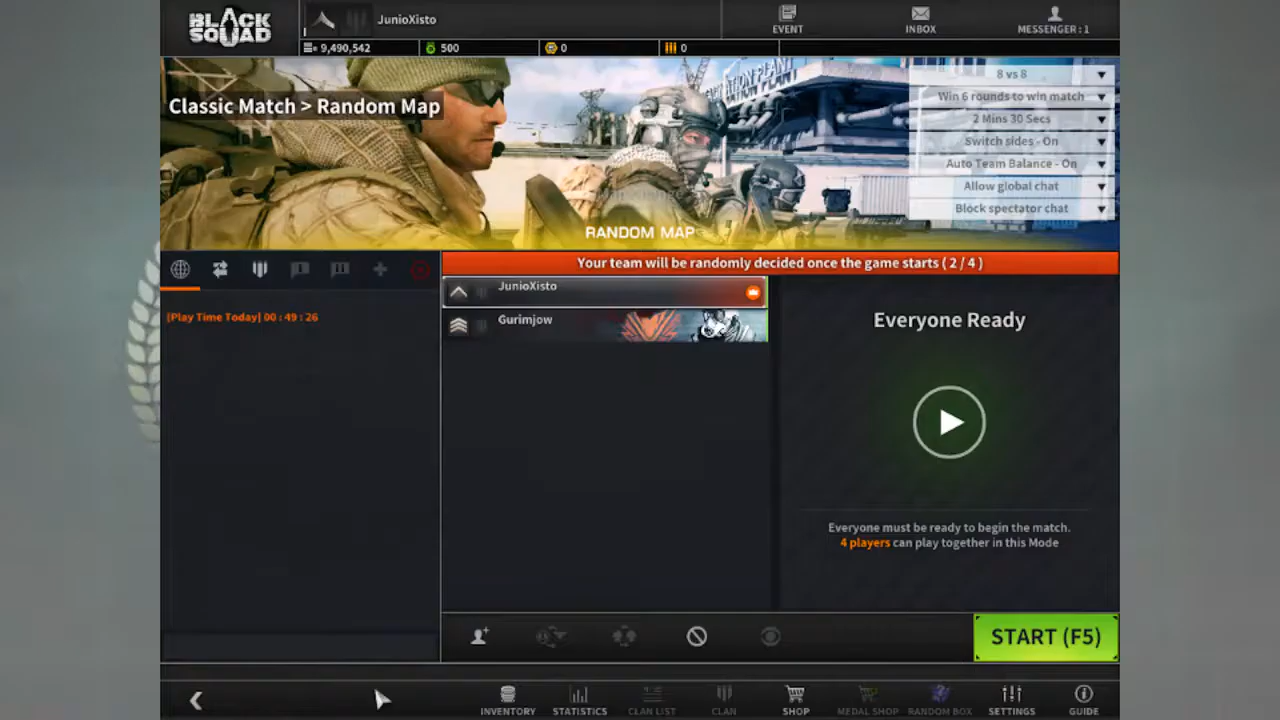 BLACK SQUAD
JunioXisto
EVENT
INBOX
MESSENGER : 1
9,490,542
500
0
0
Classic Match > Random Map
8 vs 8
Win 6 rounds to win match
2 Mins 30 Secs
Switch sides - On
Auto Team Balance - On
Allow global chat
Block spectator chat
RANDOM MAP
Your team will be randomly decided once the game starts ( 2 / 4 )
[Play Time Today] 00 : 49 : 26
JunioXisto
Gurimjow
Everyone Ready
Everyone must be ready to begin the match.
4 players can play together in this Mode
START (F5)
INVENTORY
STATISTICS
CLAN LIST
CLAN
SHOP
MEDAL SHOP
RANDOM BOX
SETTINGS
GUIDE